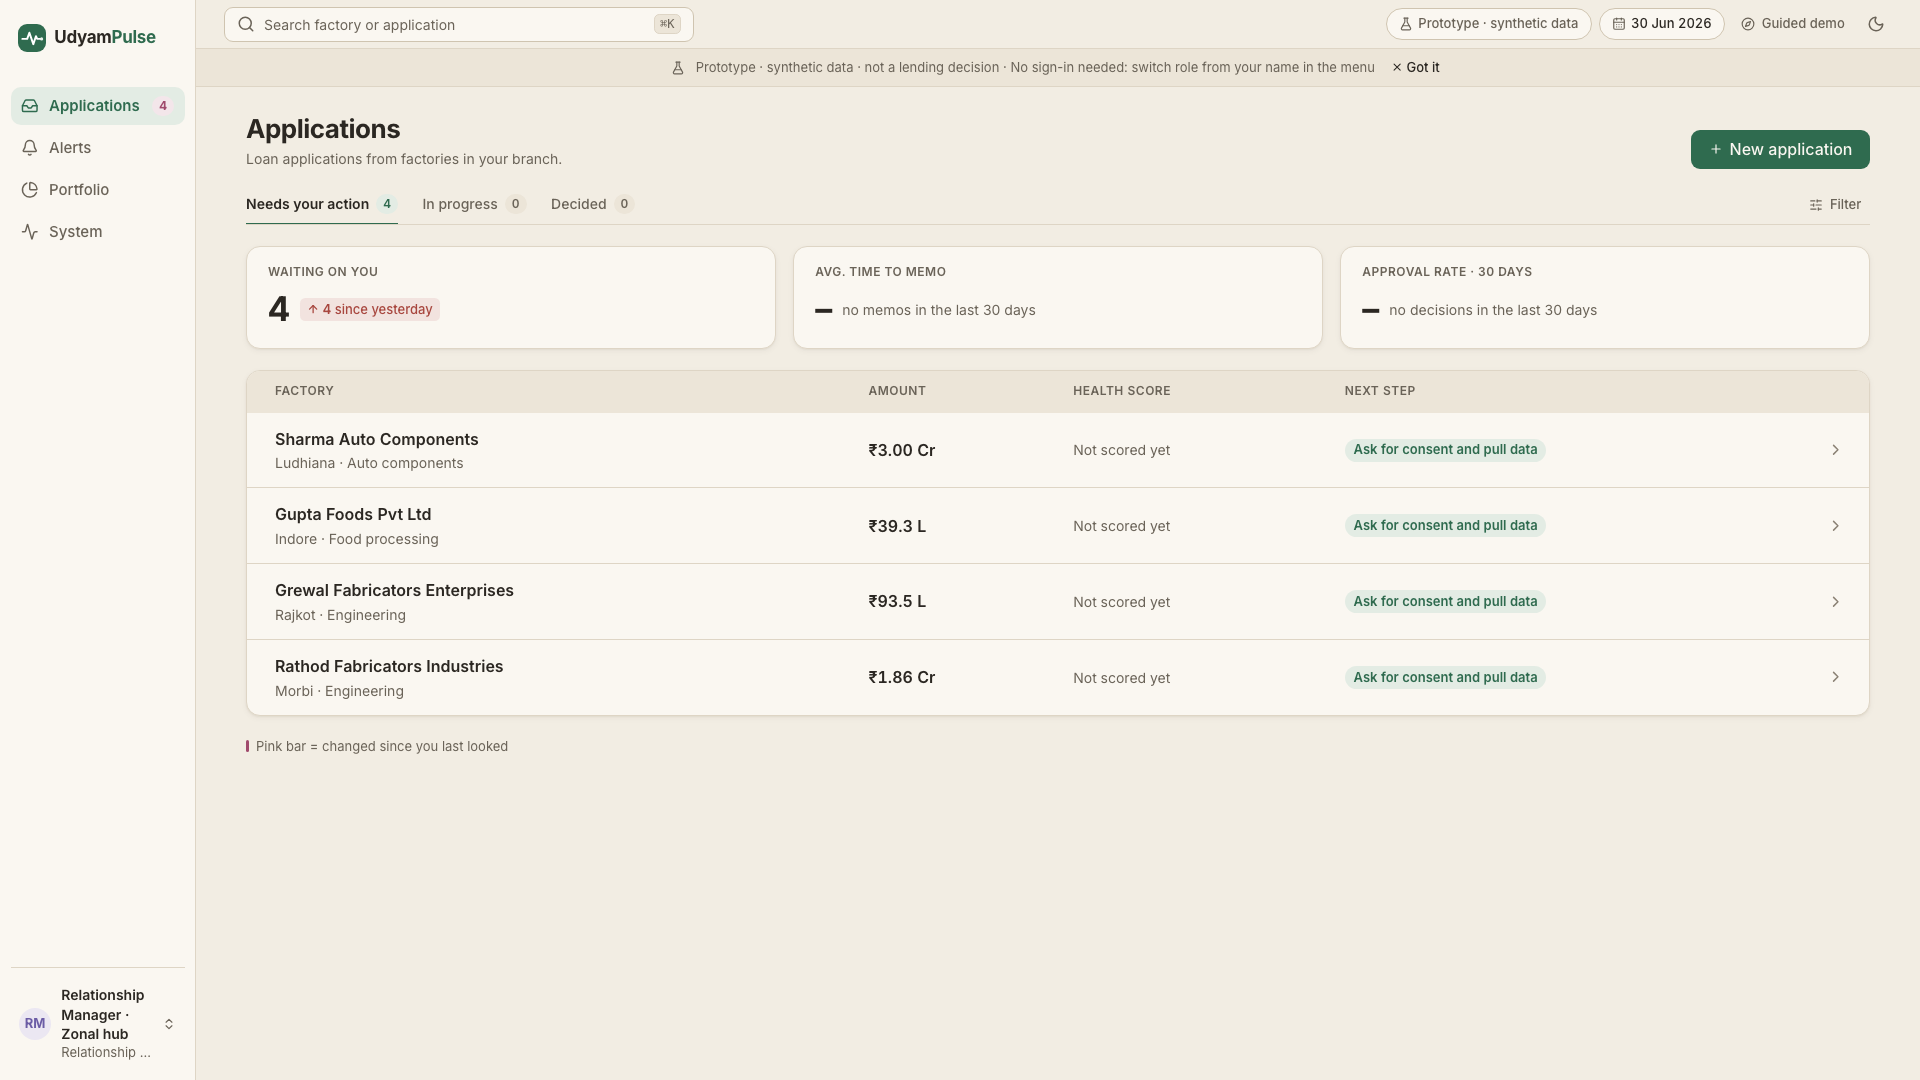 UdyamPulse
Search factory or application
⌘K
Prototype · synthetic data
30 Jun 2026
Guided demo
Prototype · synthetic data · not a lending decision · No sign-in needed: switch role from your name in the menu
× Got it
Applications 4
Alerts
Portfolio
System
Applications
Loan applications from factories in your branch.
+ New application
Needs your action 4
In progress 0
Decided 0
Filter
WAITING ON YOU
4 ↑ 4 since yesterday
AVG. TIME TO MEMO
— no memos in the last 30 days
APPROVAL RATE · 30 DAYS
— no decisions in the last 30 days
FACTORY AMOUNT HEALTH SCORE NEXT STEP
Sharma Auto Components
Ludhiana · Auto components
₹3.00 Cr
Not scored yet
Ask for consent and pull data
Gupta Foods Pvt Ltd
Indore · Food processing
₹39.3 L
Not scored yet
Ask for consent and pull data
Grewal Fabricators Enterprises
Rajkot · Engineering
₹93.5 L
Not scored yet
Ask for consent and pull data
Rathod Fabricators Industries
Morbi · Engineering
₹1.86 Cr
Not scored yet
Ask for consent and pull data
Pink bar = changed since you last looked
RM
Relationship
Manager ·
Zonal hub
Relationship ...